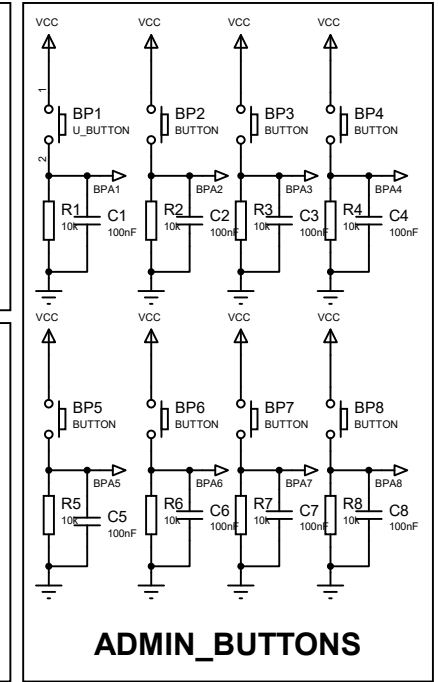 VCC VCC VCC VCC
1
BP1 BP2 BP3 BP4
U_BUTTON BUTTON BUTTON BUTTON
2
BPA1 BPA2 BPA3 BPA4
R1 C1 R2 C2 R3 C3 R4 C4
10k 100nF 10k 100nF 10k 100nF 10k 100nF
VCC VCC VCC VCC
BP5 BP6 BP7 BP8
BUTTON BUTTON BUTTON BUTTON
BPA5 BPA6 BPA7 BPA8
R5 C5 R6 C6 R7 C7 R8 C8
10k 100nF 10k 100nF 10k 100nF 10k 100nF
ADMIN_BUTTONS